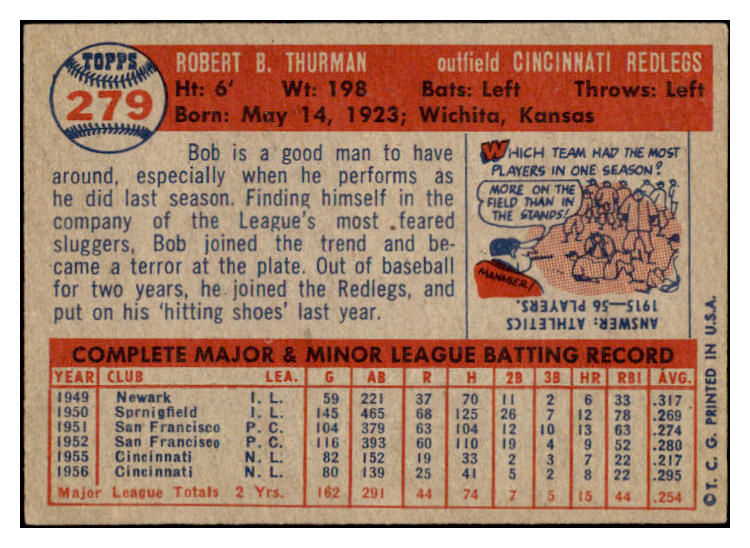 TOPPS
279
ROBERT B. THURMAN outfield CINCINNATI REDLEGS
Ht: 6' Wt: 198 Bats: Left Throws: Left
Born: May 14, 1923; Wichita, Kansas
Bob is a good man to have
around, especially when he performs as
he did last season. Finding himself in the
company of the League's most feared
sluggers, Bob joined the trend and be-
came a terror at the plate. Out of baseball
for two years, he joined the Redlegs, and
put on his 'hitting shoes' last year.
WHICH TEAM HAD THE MOST
PLAYERS IN ONE SEASON?
MORE ON THE
FIELD THAN IN
THE STANDS!
MANAGER!
ANSWER: ATHLETICS
1915—56 PLAYERS.
COMPLETE MAJOR & MINOR LEAGUE BATTING RECORD
YEAR CLUB LEA. G AB R H 2B 3B HR RBI AVG.
1949 Newark I. L. 59 221 37 70 11 2 6 33 .317
1950 Sprnigfield I. L. 145 465 68 125 26 7 12 78 .269
1951 San Francisco P. C. 104 379 63 104 12 10 13 63 .274
1952 San Francisco P. C. 116 393 60 110 19 4 9 52 .280
1955 Cincinnati N. L. 82 152 19 33 2 3 7 22 .217
1956 Cincinnati N. L. 80 139 25 41 5 2 8 22 .295
Major League Totals 2 Yrs. 162 291 44 74 7 5 15 44 .254
©T. C. G. PRINTED IN U.S.A.